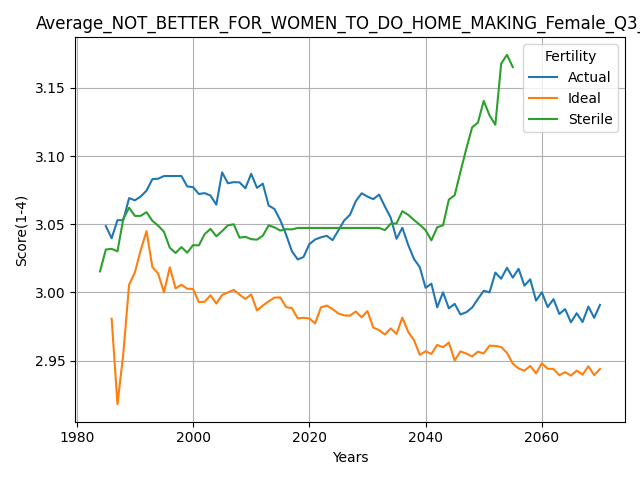 Average_NOT_BETTER_FOR_WOMEN_TO_DO_HOME_MAKING_Female_Q3_
Fertility
Actual
Ideal
Sterile
Score(1-4)
3.15
3.10
3.05
3.00
2.95
1980 2000 2020 2040 2060
Years